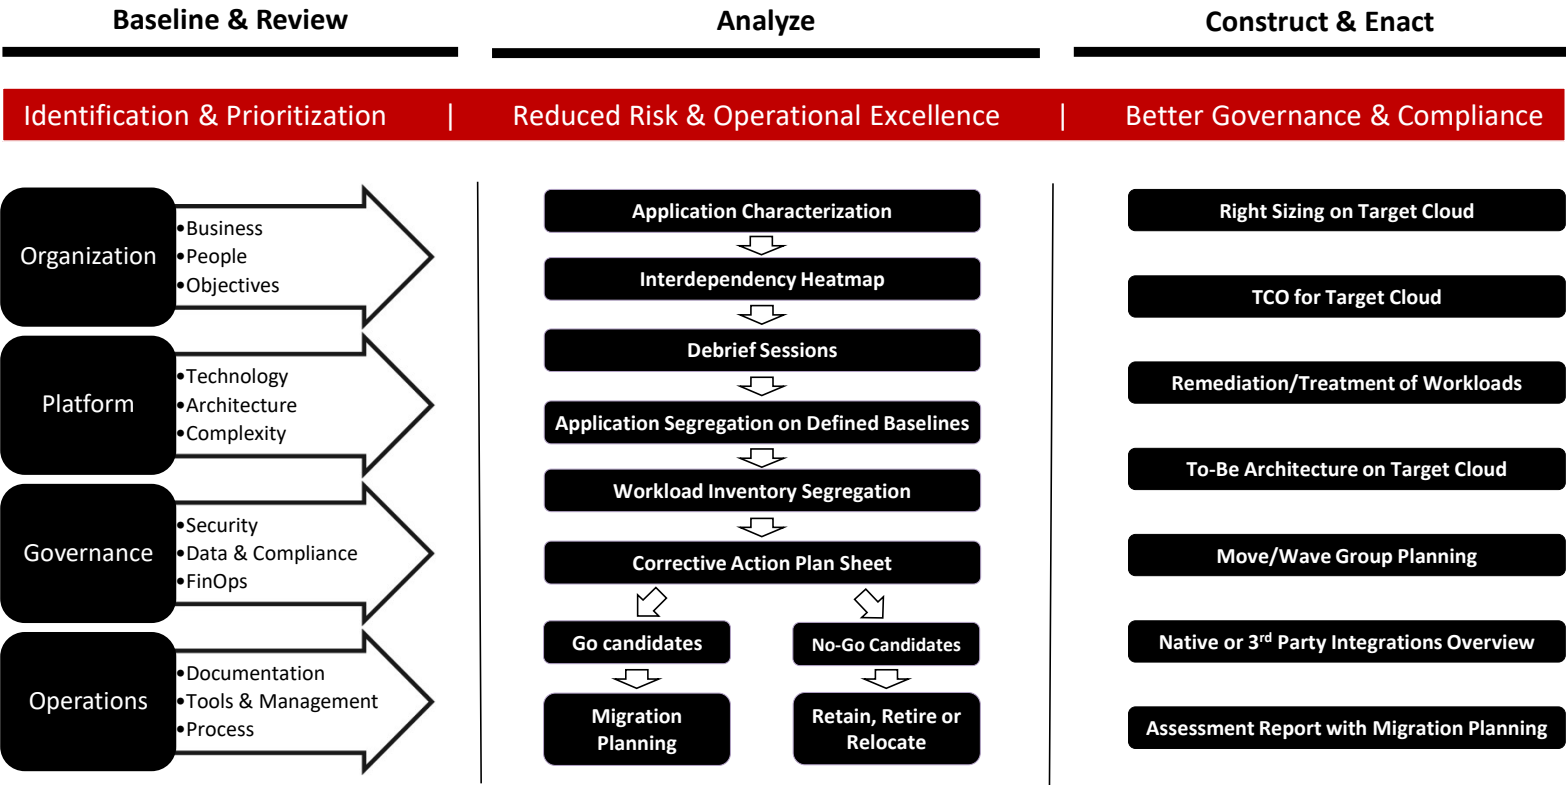 Baseline & Review
Analyze
Construct & Enact
Identification & Prioritization | Reduced Risk & Operational Excellence | Better Governance & Compliance
Organization
•Business
•People
•Objectives
Platform
•Technology
•Architecture
•Complexity
Governance
•Security
•Data & Compliance
•FinOps
Operations
•Documentation
•Tools & Management
•Process
Application Characterization
Interdependency Heatmap
Debrief Sessions
Application Segregation on Defined Baselines
Workload Inventory Segregation
Corrective Action Plan Sheet
Go candidates
No-Go Candidates
Migration
Planning
Retain, Retire or
Relocate
Right Sizing on Target Cloud
TCO for Target Cloud
Remediation/Treatment of Workloads
To-Be Architecture on Target Cloud
Move/Wave Group Planning
Native or 3rd Party Integrations Overview
Assessment Report with Migration Planning